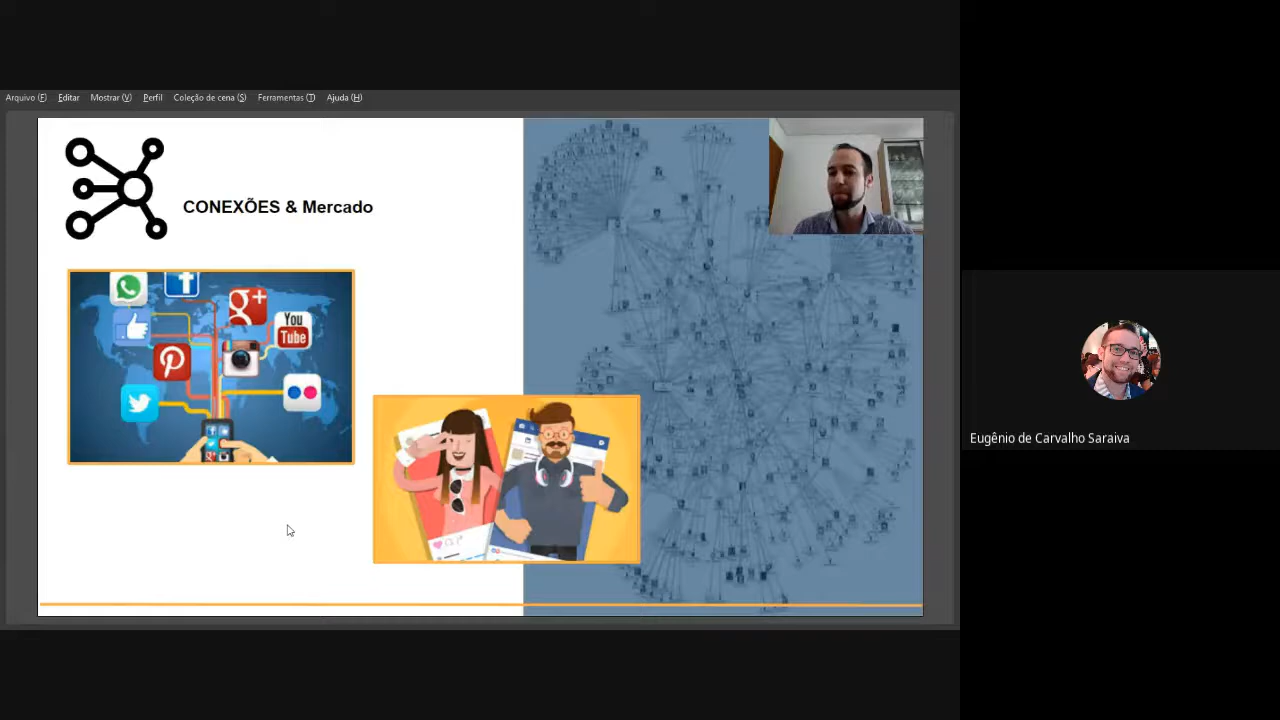 Arquivo (F) Editar Mostrar (V) Perfil Coleção de cena (S) Ferramentas (T) Ajuda (H)
CONEXÕES & Mercado
g+
You
Tube
Eugênio de Carvalho Saraiva